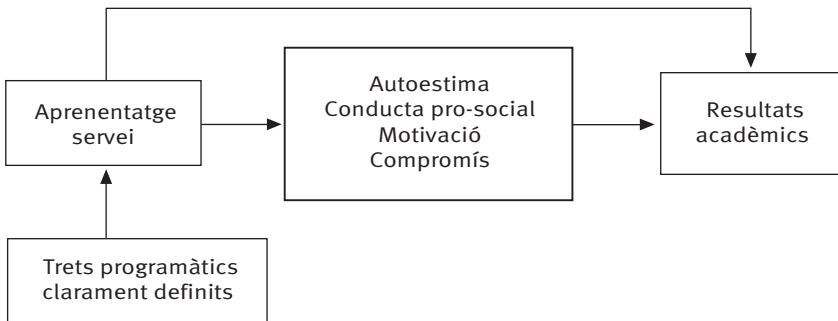 Aprenentatge
servei
Autoestima
Conducta pro-social
Motivació
Compromís
Resultats
acadèmics
Trets programàtics
clarament definits